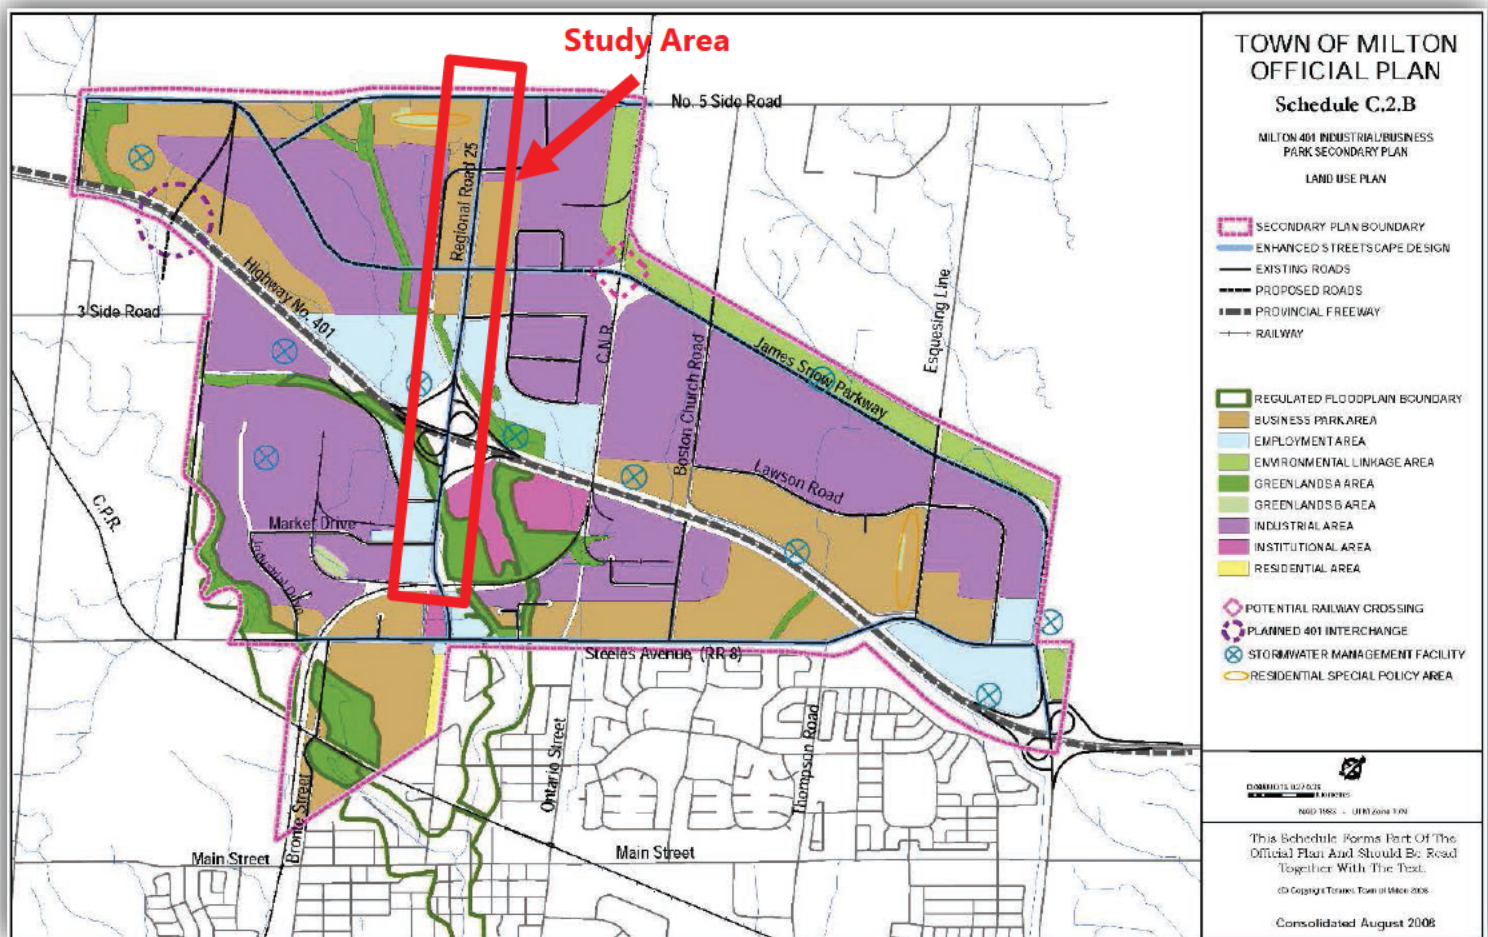 Study Area
No. 5 Side Road
Regional Road 25
Highway No. 401
3 Side Road
C.N.R.
Boston Church Road
Esquesing Line
James Snow Parkway
Lawson Road
C.P.R.
Market Drive
Industrial Drive
Steeles Avenue (RR 8)
Ontario Street
Thompson Road
Bronte Street
Main Street
Main Street
TOWN OF MILTON
OFFICIAL PLAN
Schedule C.2.B
MILTON 401 INDUSTRIAL/BUSINESS
PARK SECONDARY PLAN
LAND USE PLAN
SECONDARY PLAN BOUNDARY
ENHANCED STREETSCAPE DESIGN
EXISTING ROADS
PROPOSED ROADS
PROVINCIAL FREEWAY
RAILWAY
REGULATED FLOODPLAIN BOUNDARY
BUSINESS PARK AREA
EMPLOYMENT AREA
ENVIRONMENTAL LINKAGE AREA
GREENLANDS A AREA
GREENLANDS B AREA
INDUSTRIAL AREA
INSTITUTIONAL AREA
RESIDENTIAL AREA
POTENTIAL RAILWAY CROSSING
PLANNED 401 INTERCHANGE
STORMWATER MANAGEMENT FACILITY
RESIDENTIAL SPECIAL POLICY AREA
This Schedule Forms Part Of The
Official Plan And Should Be Read
Together With The Text.
Consolidated August 2008